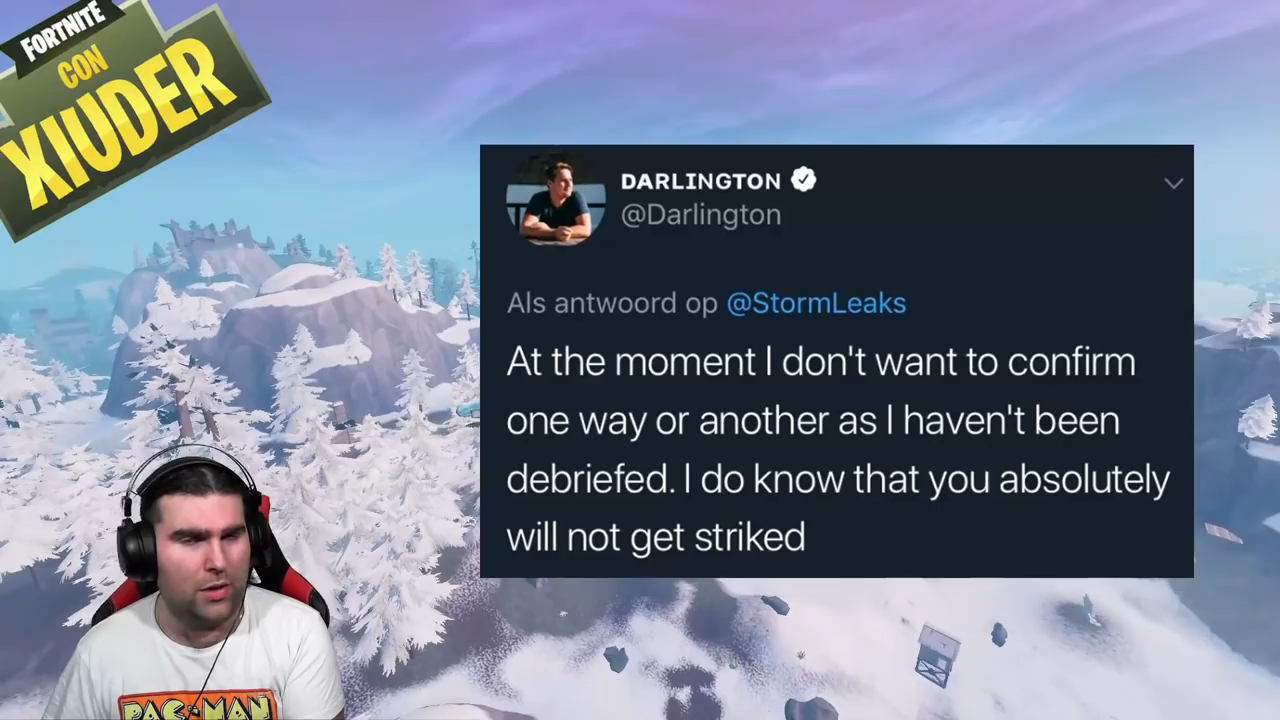 FORTNITE
CON
XIUDER
DARLINGTON
@Darlington
Als antwoord op @StormLeaks
At the moment I don't want to confirm
one way or another as I haven't been
debriefed. I do know that you absolutely
will not get striked
PAC-MAN